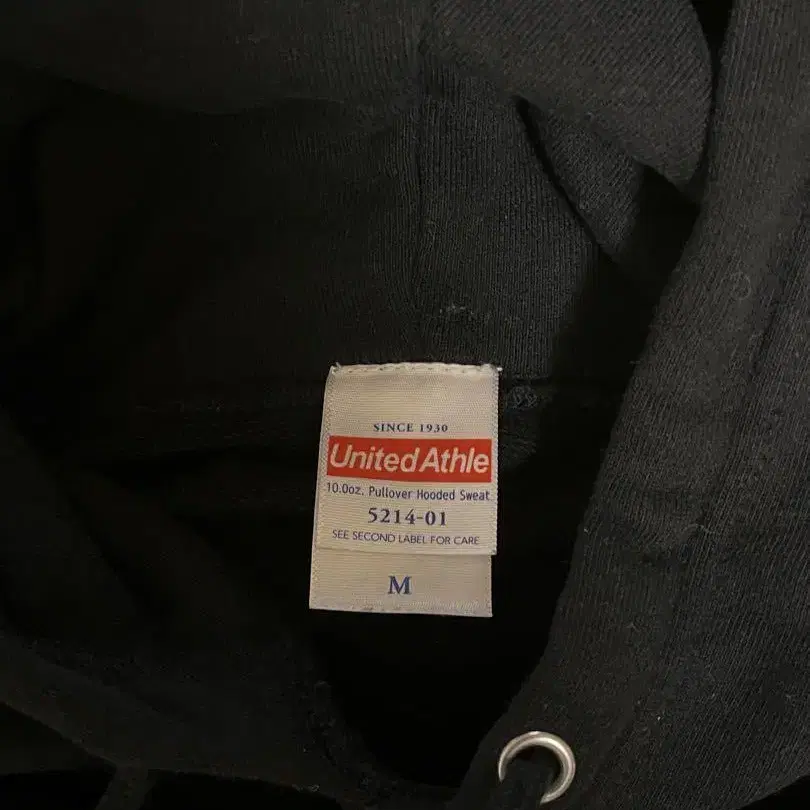 SINCE 1930
United Athle
10.0oz. Pullover Hooded Sweat
5214-01
SEE SECOND LABEL FOR CARE
M